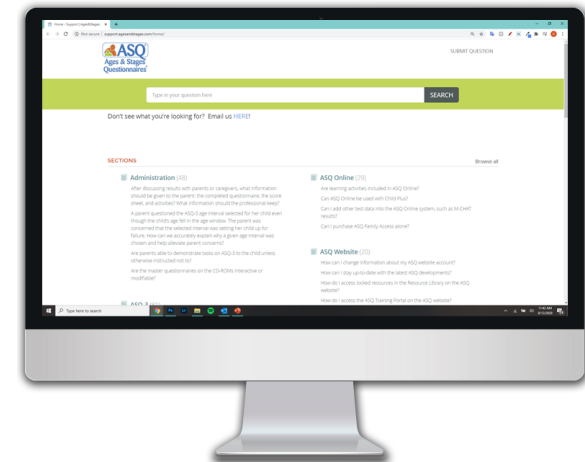 Home - Support | Ages&Stages
Not secure | support.agesandstages.com/home/
ASQ
Ages & Stages
Questionnaires
SUBMIT QUESTION
Type in your question here
SEARCH
Don't see what you're looking for? Email us HERE!
SECTIONS
Browse all
Administration (48)
After discussing results with parents or caregivers, what information
should be given to the parent: the completed questionnaire, the score
sheet, and activities? What information should the professional keep?
A parent questioned the ASQ-3 age interval selected for her child even
though the child's age fell in the age window. The parent was
concerned that the selected interval was setting her child up for
failure. How can we accurately explain why a given age interval was
chosen and help alleviate parent concerns?
Are parents able to demonstrate tasks on ASQ-3 to the child unless
otherwise instructed not to?
Are the master questionnaires on the CD-ROMs interactive or
modifiable?
ASQ-3
ASQ Online (29)
Are learning activities included in ASQ Online?
Can ASQ Online be used with Child Plus?
Can I add other test data into the ASQ Online system, such as M-CHAT
results?
Can I purchase ASQ Family Access alone?
ASQ Website (20)
How can I change information about my ASQ website account?
How can I stay up-to-date with the latest ASQ developments?
How do I access locked resources in the Resource Library on the ASQ
website?
How do I access the ASQ Training Portal on the ASQ website?
Type here to search
11:42 AM